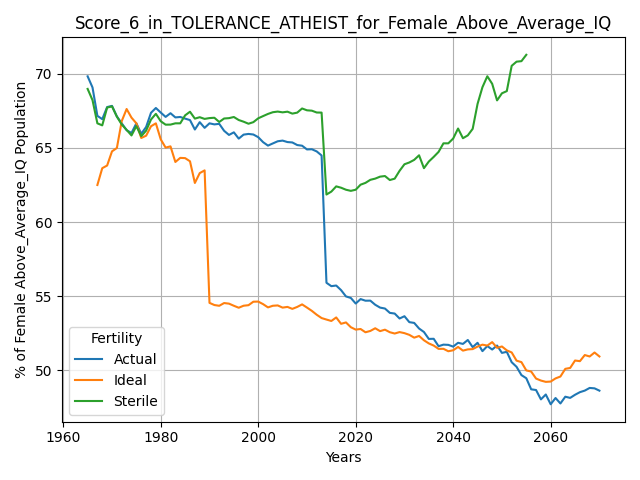 Score_6_in_TOLERANCE_ATHEIST_for_Female_Above_Average_IQ
% of Female Above_Average_IQ Population
70
65
60
55
50
Fertility
Actual
Ideal
Sterile
1960
1980
2000
2020
2040
2060
Years